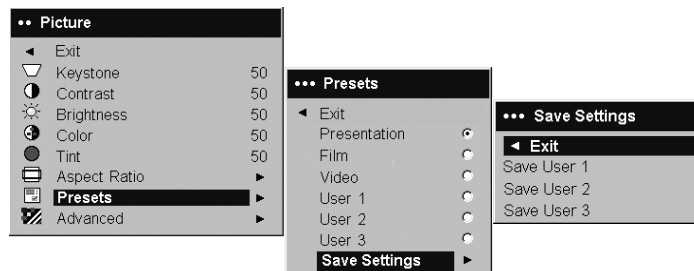 •• Picture
◄ Exit
Keystone 50
Contrast 50
Brightness 50
Color 50
Tint 50
Aspect Ratio ►
Presets ►
Advanced ►
••• Presets
◄ Exit
Presentation
Film
Video
User 1
User 2
User 3
Save Settings ►
••• Save Settings
◄ Exit
Save User 1
Save User 2
Save User 3